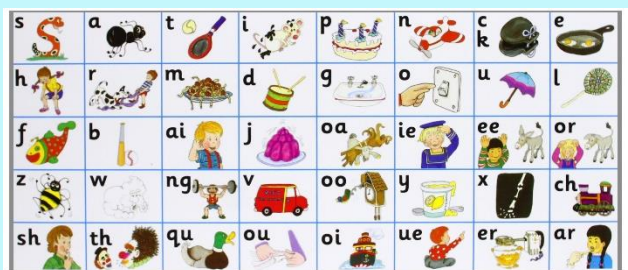 s a t i p n c k e
h r m d g o u l
f b ai j oa ie ee or
z w ng v oo y x ch
sh th qu ou oi ue er ar